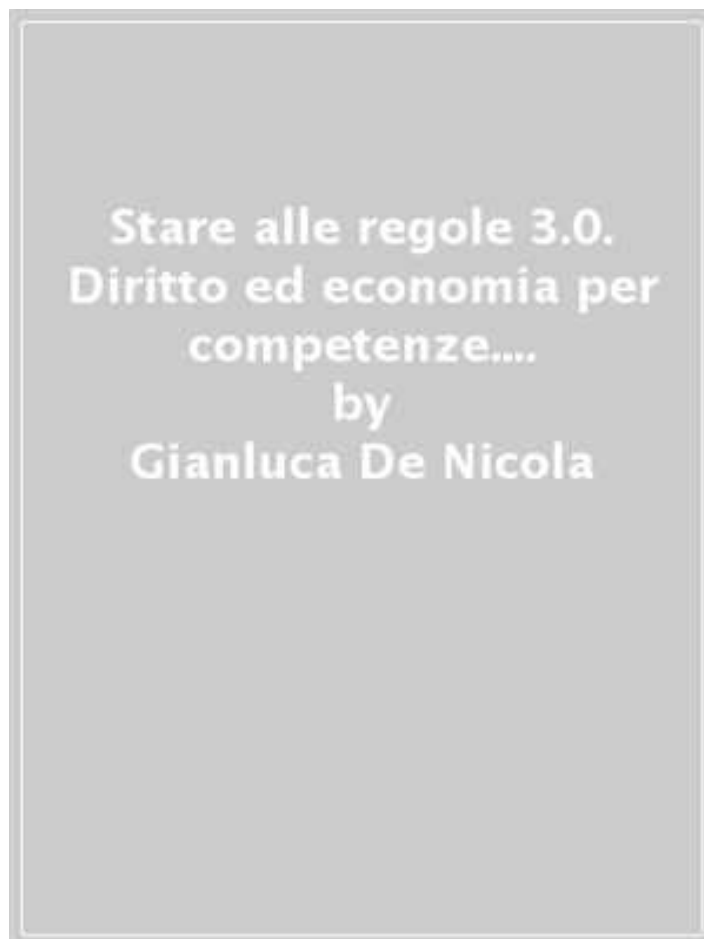 Stare alle regole 3.0.
Diritto ed economia per
competenze....
by
Gianluca De Nicola